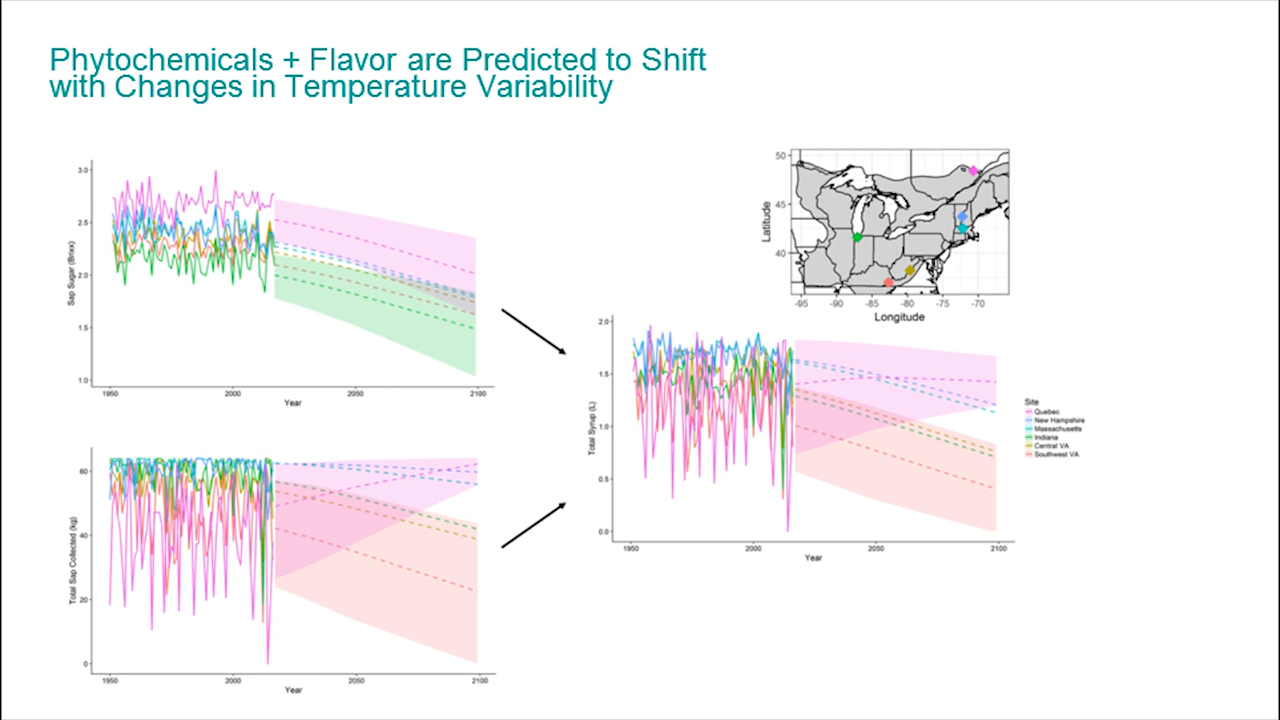 Phytochemicals + Flavor are Predicted to Shift
with Changes in Temperature Variability
3.0
2.5
2.0
1.5
1.0
Sap Sugar (Brixx)
1950
2000
2050
2100
Year
60
40
20
0
Total Sap Collected (kg)
1950
2000
2050
2100
Year
50
45
40
Latitude
-95
-90
-85
-80
-75
-70
Longitude
2.0
1.5
1.0
0.5
0.0
Total Syrup (L)
1950
2000
2050
2100
Year
Site
Quebec
New Hampshire
Massachusetts
Indiana
Central VA
Southwest VA